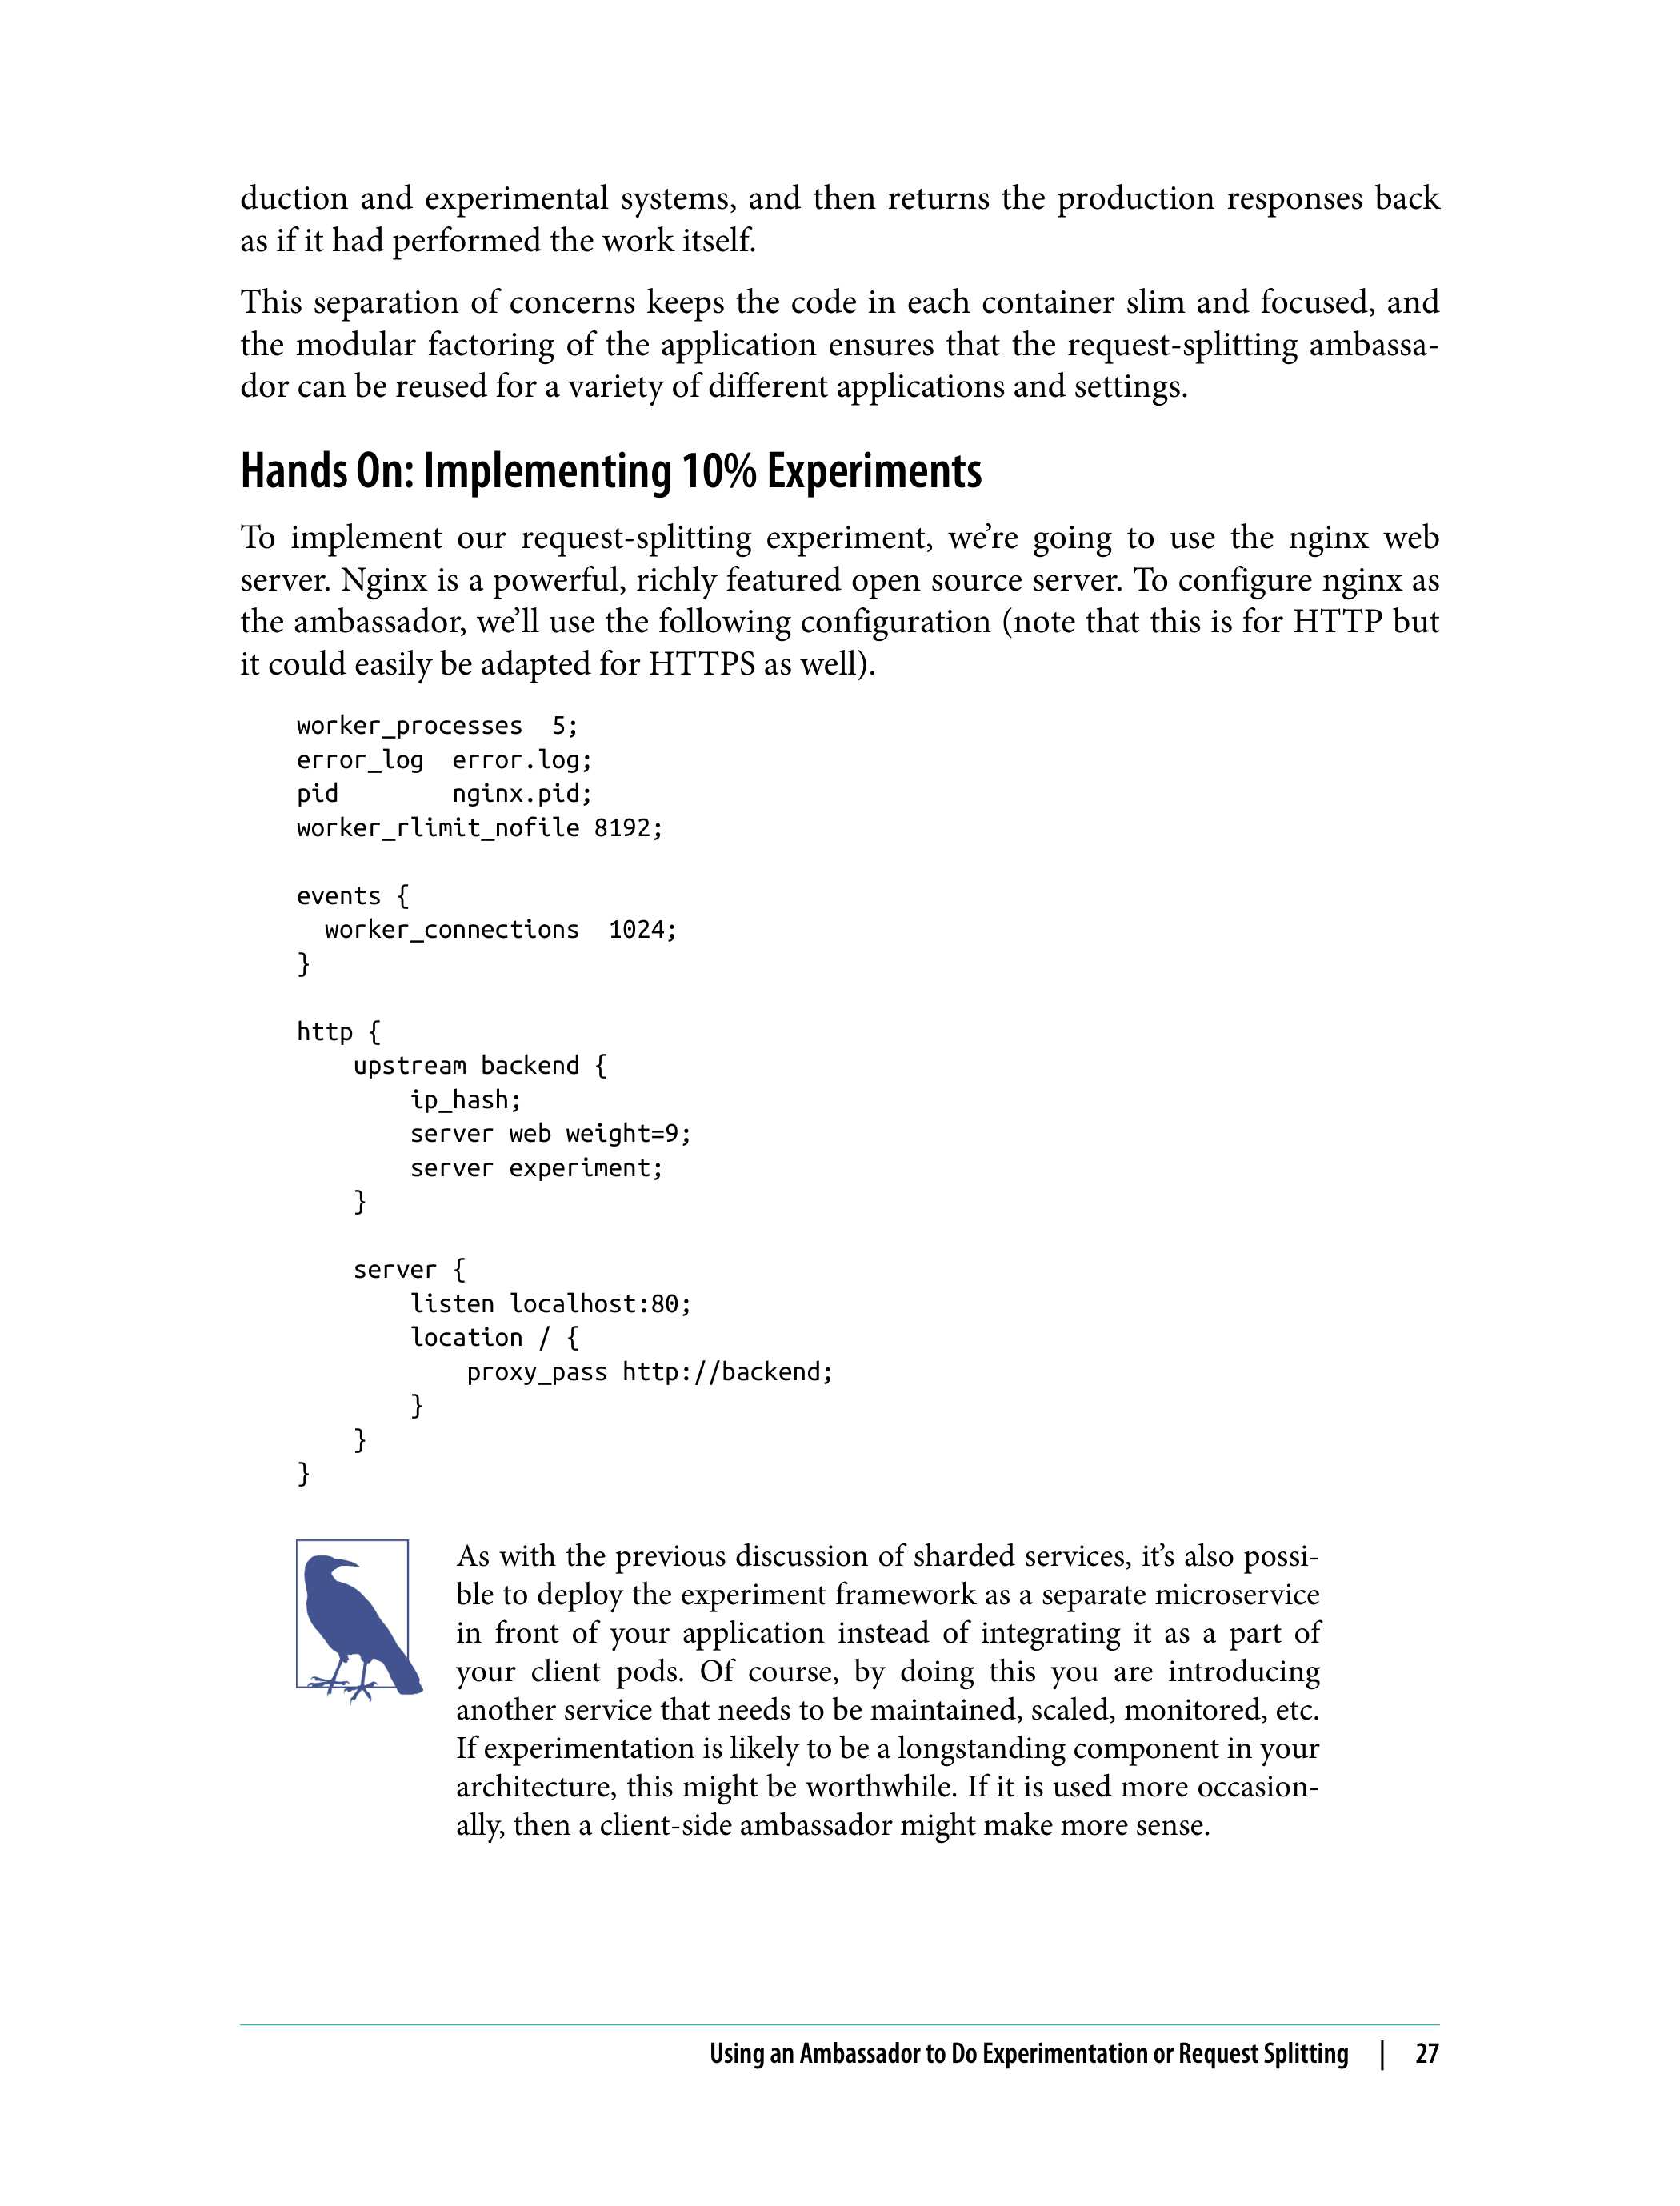 duction and experimental systems, and then returns the production responses back
as if it had performed the work itself.
This separation of concerns keeps the code in each container slim and focused, and
the modular factoring of the application ensures that the request-splitting ambassa-
dor can be reused for a variety of different applications and settings.
Hands On: Implementing 10% Experiments
To implement our request-splitting experiment, we’re going to use the nginx web
server. Nginx is a powerful, richly featured open source server. To configure nginx as
the ambassador, we’ll use the following configuration (note that this is for HTTP but
it could easily be adapted for HTTPS as well).
worker_processes  5;
error_log  error.log;
pid        nginx.pid;
worker_rlimit_nofile 8192;

events {
  worker_connections  1024;
}

http {
    upstream backend {
        ip_hash;
        server web weight=9;
        server experiment;
    }

    server {
        listen localhost:80;
        location / {
            proxy_pass http://backend;
        }
    }
}
As with the previous discussion of sharded services, it’s also possi-
ble to deploy the experiment framework as a separate microservice
in front of your application instead of integrating it as a part of
your client pods. Of course, by doing this you are introducing
another service that needs to be maintained, scaled, monitored, etc.
If experimentation is likely to be a longstanding component in your
architecture, this might be worthwhile. If it is used more occasion-
ally, then a client-side ambassador might make more sense.
Using an Ambassador to Do Experimentation or Request Splitting | 27